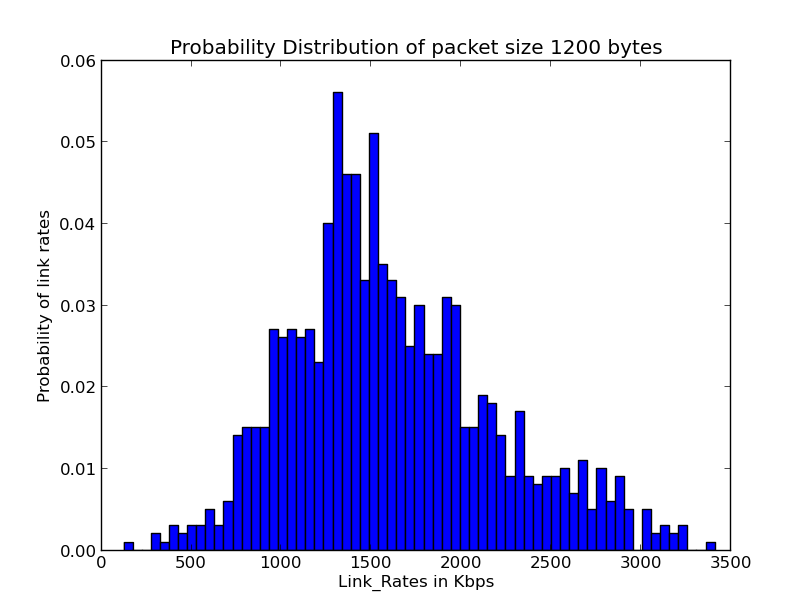 Probability Distribution of packet size 1200 bytes
0.06
0.05
0.04
0.03
0.02
0.01
0.00
Probability of link rates
0 500 1000 1500 2000 2500 3000 3500
Link_Rates in Kbps